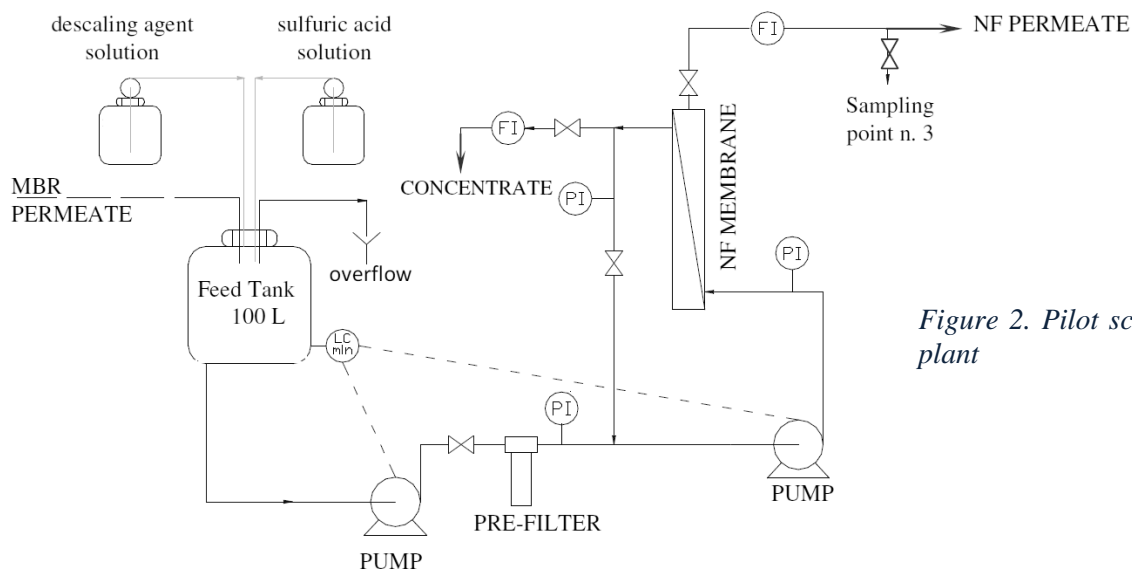 descaling agent
solution
sulfuric acid
solution
FI
NF PERMEATE
Sampling
point n. 3
FI
CONCENTRATE
PI
NF MEMBRANE
PI
MBR
PERMEATE
overflow
Feed Tank
100 L
LC
min
Figure 2. Pilot sc
plant
PI
PUMP
PRE-FILTER
PUMP